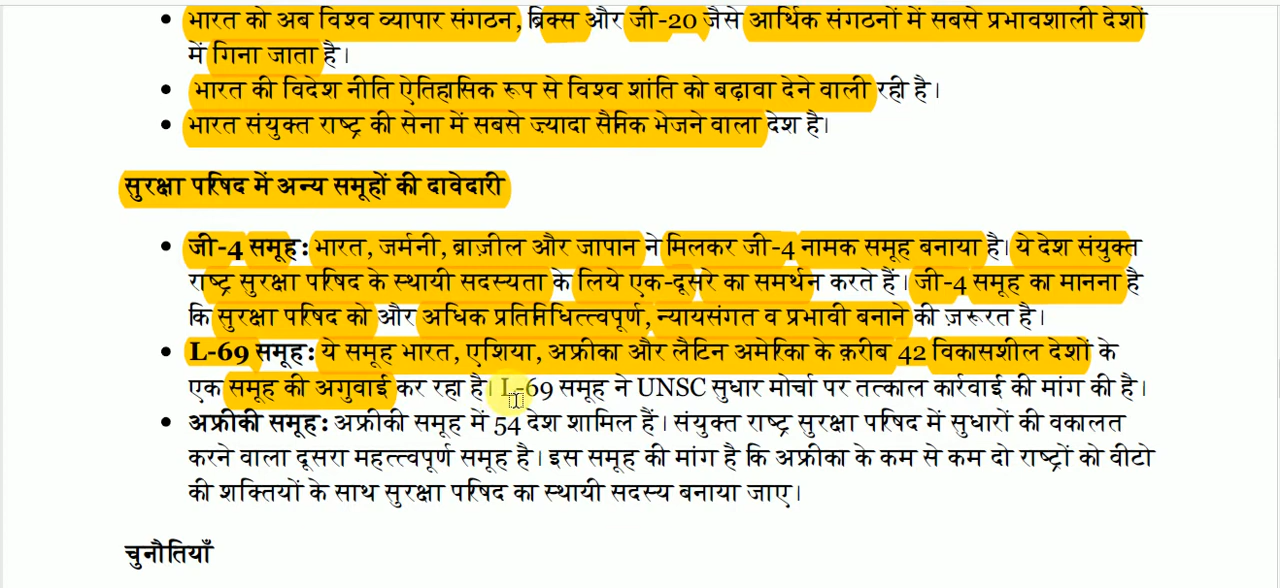 भारत को अब विश्व व्यापार संगठन, ब्रिक्स और जी-20 जैसे आर्थिक संगठनों में सबसे प्रभावशाली देशों
में गिना जाता है।
भारत की विदेश नीति ऐतिहासिक रूप से विश्व शांति को बढ़ावा देने वाली रही है।
भारत संयुक्त राष्ट्र की सेना में सबसे ज़्यादा सैनिक भेजने वाला देश है।
सुरक्षा परिषद में अन्य समूहों की दावेदारी
जी-4 समूह: भारत, जर्मनी, ब्राज़ील और जापान ने मिलकर जी-4 नामक समूह बनाया है। ये देश संयुक्त
राष्ट्र सुरक्षा परिषद के स्थायी सदस्यता के लिये एक-दूसरे का समर्थन करते हैं। जी-4 समूह का मानना है
कि सुरक्षा परिषद को और अधिक प्रतिनिधित्त्वपूर्ण, न्यायसंगत व प्रभावी बनाने की ज़रूरत है।
L-69 समूह: ये समूह भारत, एशिया, अफ्रीका और लैटिन अमेरिका के क़रीब 42 विकासशील देशों के
एक समूह की अगुवाई कर रहा है। L-69 समूह ने UNSC सुधार मोर्चा पर तत्काल कार्रवाई की मांग की है।
अफ्रीकी समूह: अफ्रीकी समूह में 54 देश शामिल हैं। संयुक्त राष्ट्र सुरक्षा परिषद में सुधारों की वकालत
करने वाला दूसरा महत्त्वपूर्ण समूह है। इस समूह की मांग है कि अफ्रीका के कम से कम दो राष्ट्रों को वीटो
की शक्तियों के साथ सुरक्षा परिषद का स्थायी सदस्य बनाया जाए।
चुनौतियाँ